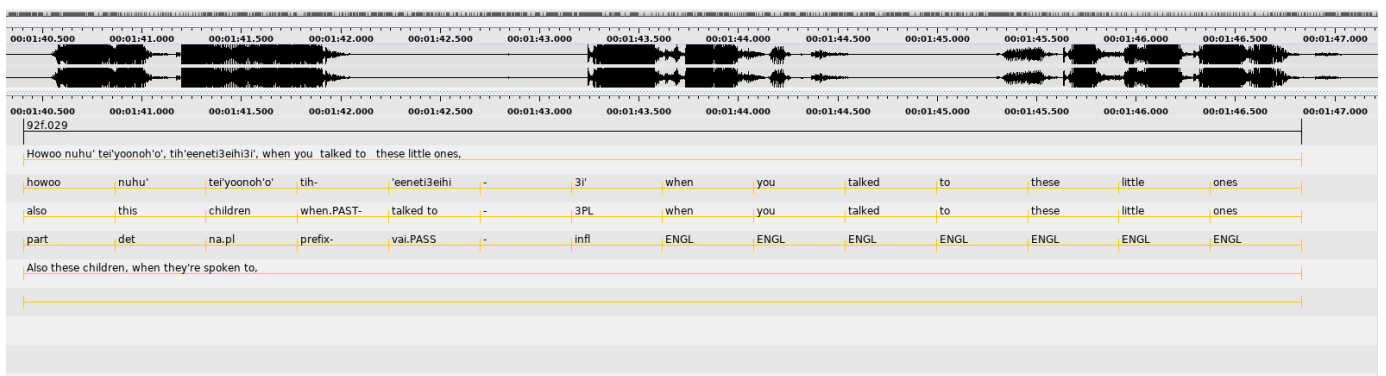 00:01:40.500 00:01:41.000 00:01:41.500 00:01:42.000 00:01:42.500 00:01:43.000 00:01:43.500 00:01:44.000 00:01:44.500 00:01:45.000 00:01:45.500 00:01:46.000 00:01:46.500 00:01:47.000
00:01:40.500 00:01:41.000 00:01:41.500 00:01:42.000 00:01:42.500 00:01:43.000 00:01:43.500 00:01:44.000 00:01:44.500 00:01:45.000 00:01:45.500 00:01:46.000 00:01:46.500 00:01:47.000
92f.029
Howoo nuhu' tei'yoonoh'o', tih'eeneti3eihi3i', when you talked to these little ones,
howoo nuhu' tei'yoonoh'o' tih- 'eeneti3eihi - 3i' when you talked to these little ones
also this children when.PAST- talked to - 3PL when you talked to these little ones
part det na.pl prefix- vai.PASS - infl ENGL ENGL ENGL ENGL ENGL ENGL ENGL
Also these children, when they're spoken to,